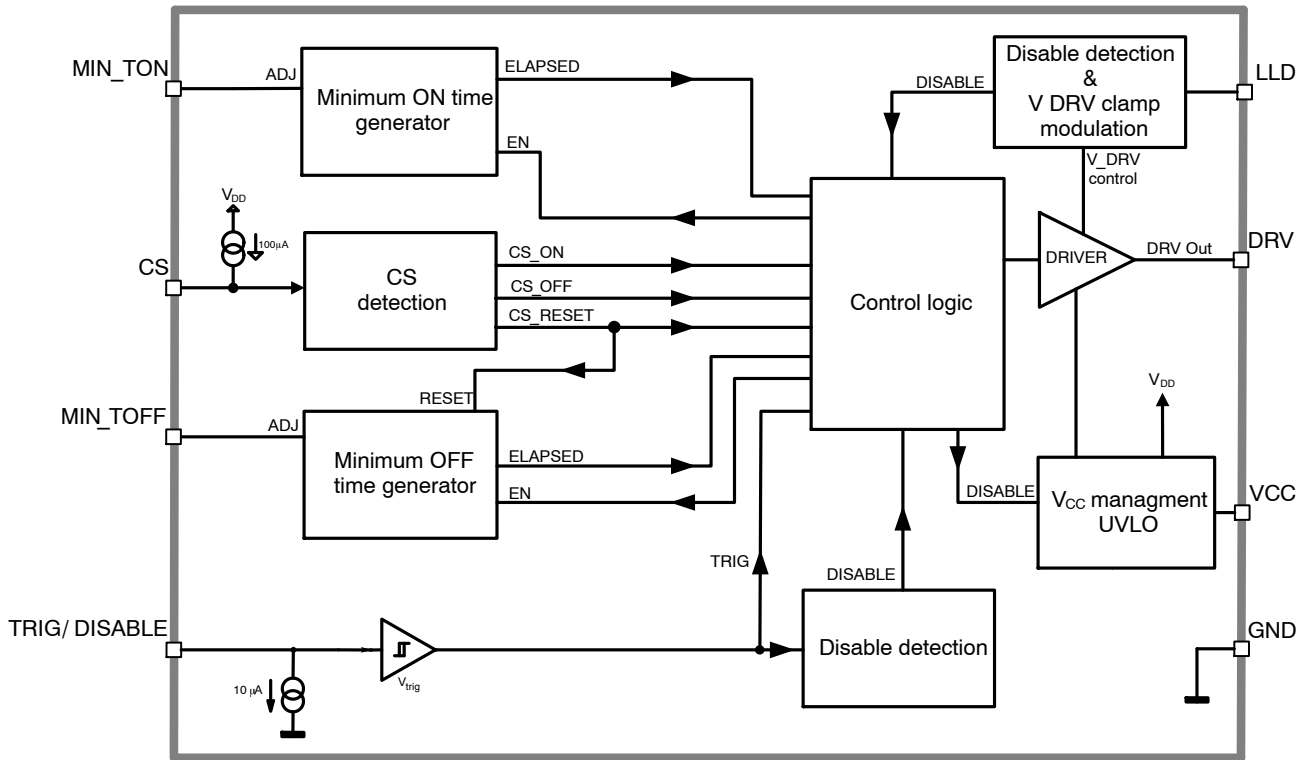 MIN_TON
ADJ
Minimum ON time
generator
ELAPSED
EN
DISABLE
Disable detection
&
V DRV clamp
modulation
LLD
V_DRV
control
VDD
100µA
CS
CS
detection
CS_ON
CS_OFF
CS_RESET
Control logic
DRIVER
DRV Out
DRV
RESET
MIN_TOFF
ADJ
Minimum OFF
time generator
ELAPSED
EN
VDD
DISABLE
VCC managment
UVLO
VCC
TRIG
DISABLE
Disable detection
TRIG/ DISABLE
10 µA
Vtrig
GND